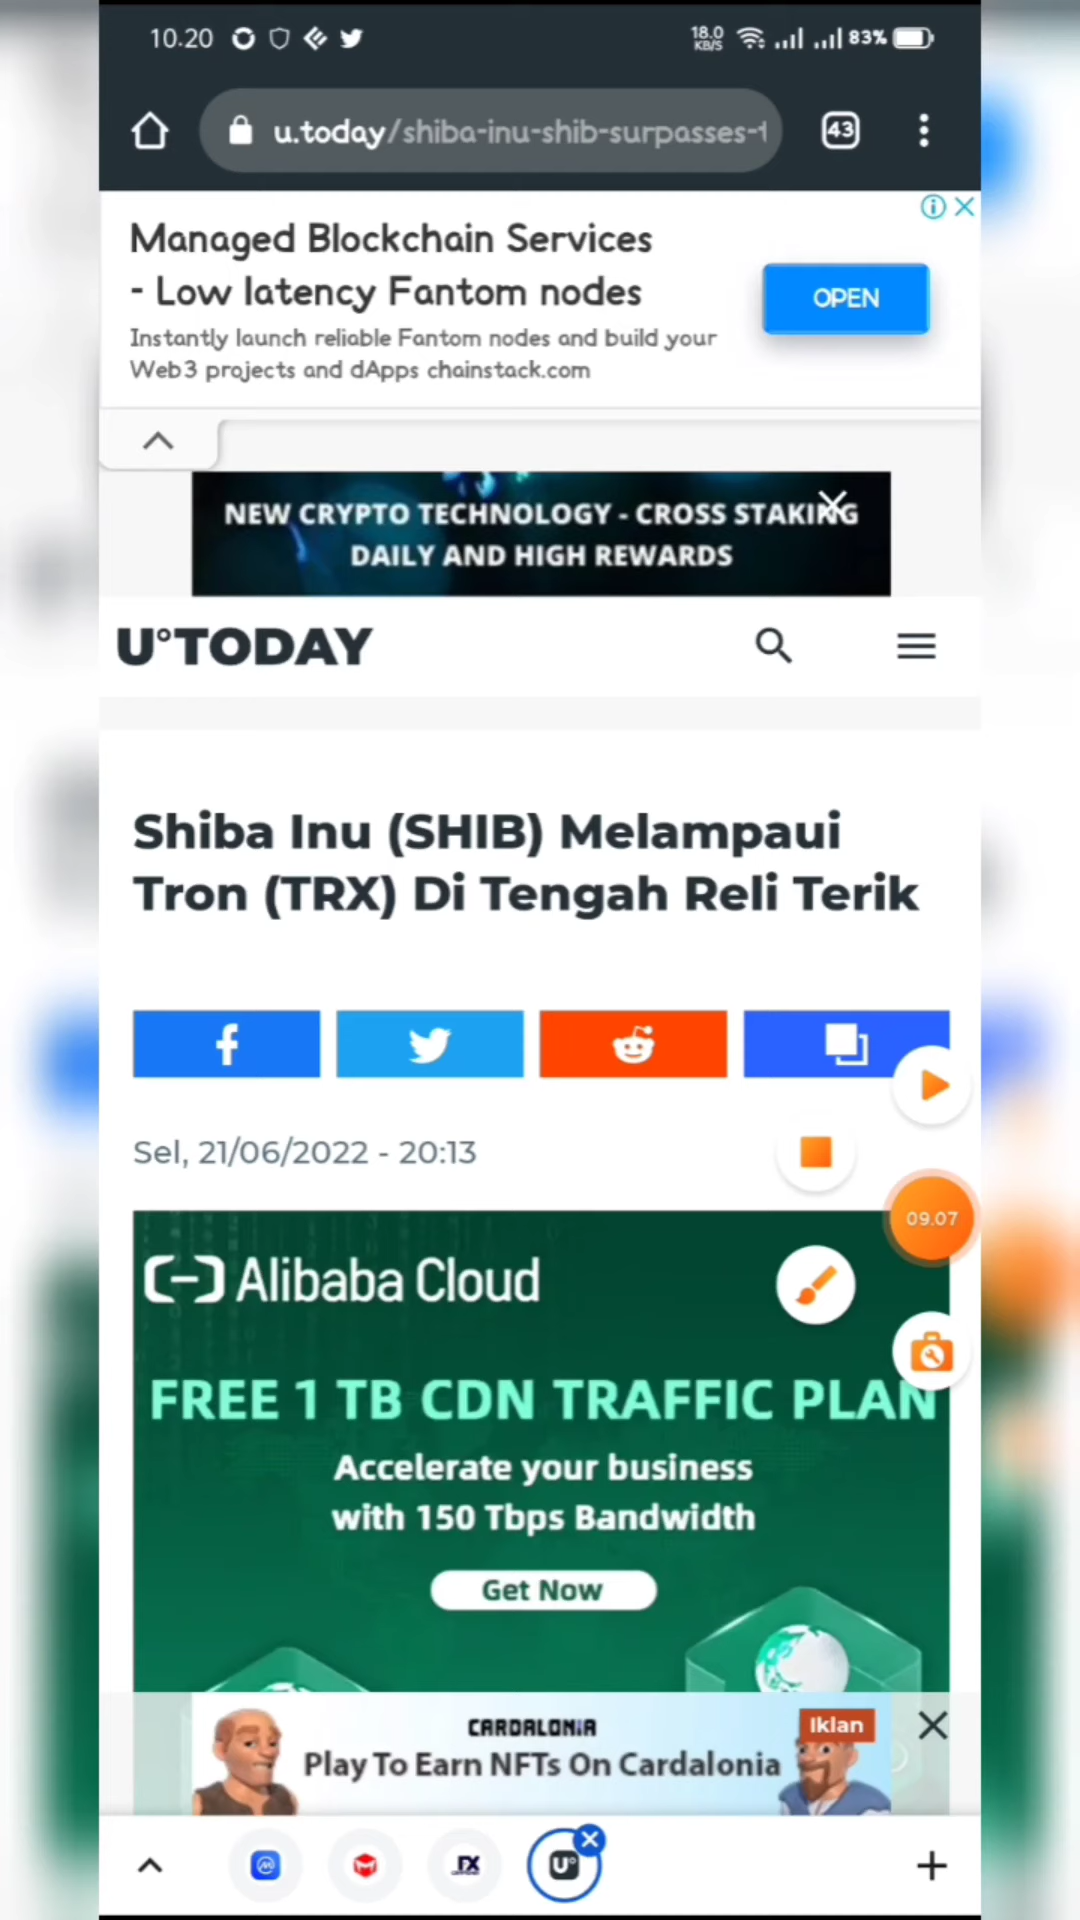 10.20
18.0
KB/S
83%
u.today/shiba-inu-shib-surpasses-t
43
Managed Blockchain Services
- Low latency Fantom nodes
Instantly launch reliable Fantom nodes and build your
Web3 projects and dApps chainstack.com
OPEN
NEW CRYPTO TECHNOLOGY - CROSS STAKING
DAILY AND HIGH REWARDS
U°TODAY
Shiba Inu (SHIB) Melampaui
Tron (TRX) Di Tengah Reli Terik
Sel, 21/06/2022 - 20:13
09.07
Alibaba Cloud
FREE 1 TB CDN TRAFFIC PLAN
Accelerate your business
with 150 Tbps Bandwidth
Get Now
CARDALONIA
Iklan
Play To Earn NFTs On Cardalonia
U°